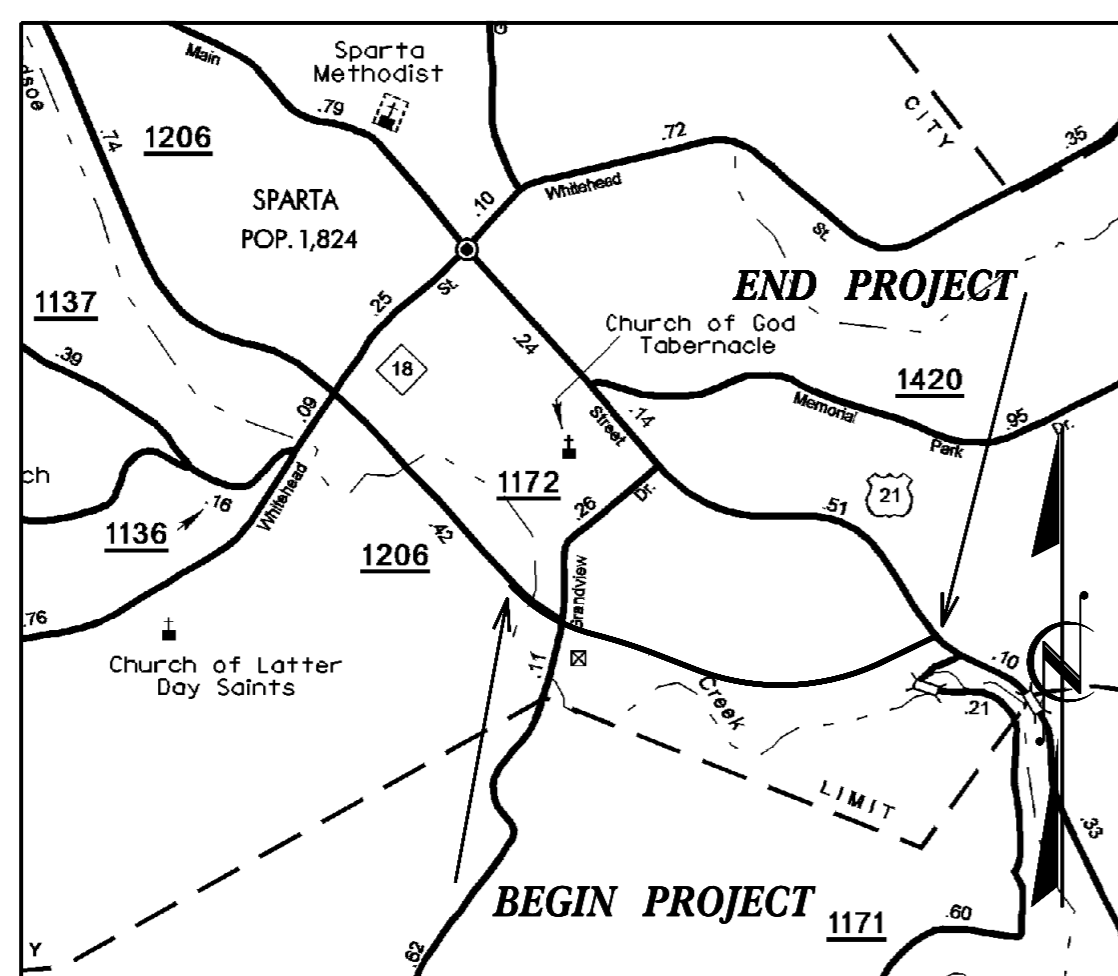 Main
Sparta
Methodist
.79
.74
1206
SPARTA
POP. 1,824
.72
Whitehead
.10
St.
CITY
.35
END PROJECT
1137
.39
.25
St.
18
.24
Church of God
Tabernacle
1420
Memorial
Park
.95
Dr.
.09
.14
Street
ch
.16
1136
Whitehead
1172
.26
Dr.
21
.51
.42
1206
Grandview
.76
Church of Latter
Day Saints
.11
Creek
.10
.21
N
LIMIT
.33
BEGIN PROJECT
1171
.60
.62
Y